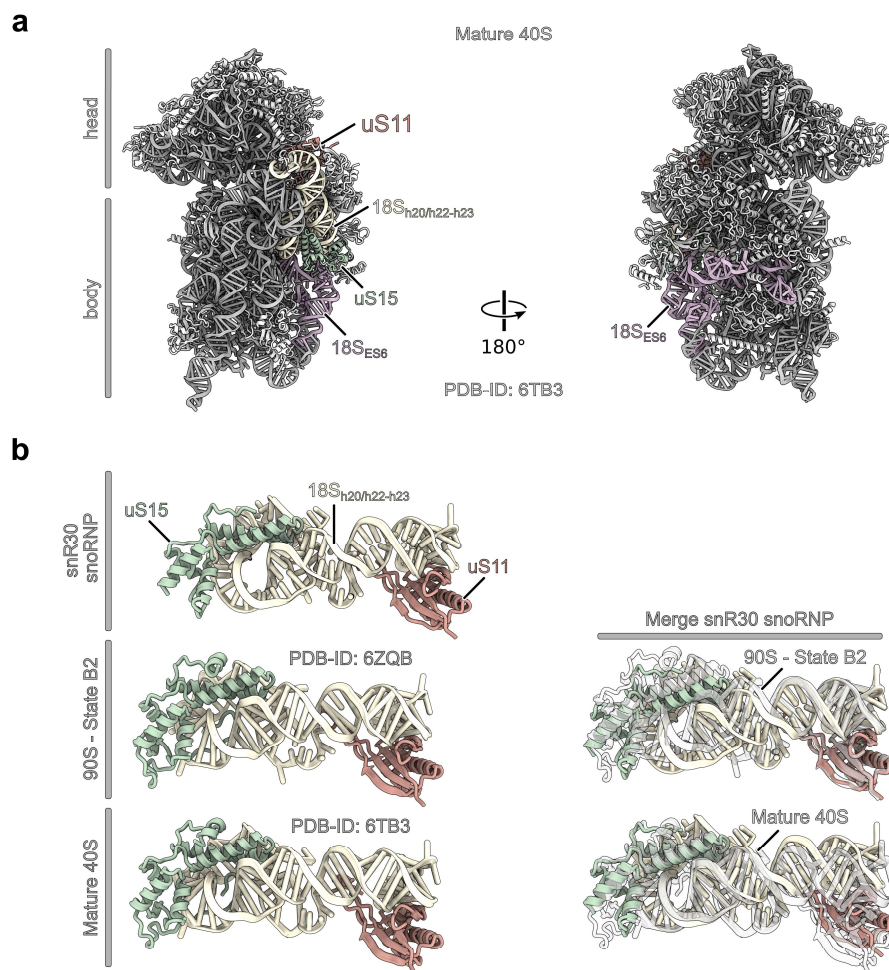 a
Mature 40S
head
uS11
18Sh20/h22-h23
body
uS15
18SES6
180°
18SES6
PDB-ID: 6TB3
b
snR30
snoRNP
uS15
18Sh20/h22-h23
uS11
Merge snR30 snoRNP
90S - State B2
PDB-ID: 6ZQB
90S - State B2
Mature 40S
PDB-ID: 6TB3
Mature 40S